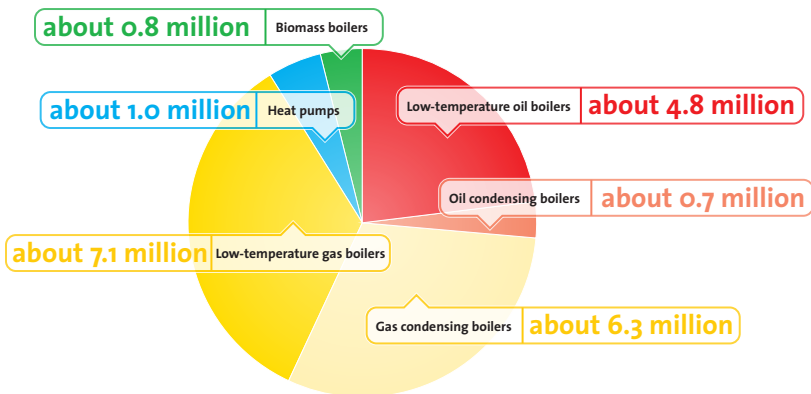 about 0.8 million Biomass boilers
about 1.0 million Heat pumps
Low-temperature oil boilers about 4.8 million
Oil condensing boilers about 0.7 million
about 7.1 million Low-temperature gas boilers
Gas condensing boilers about 6.3 million